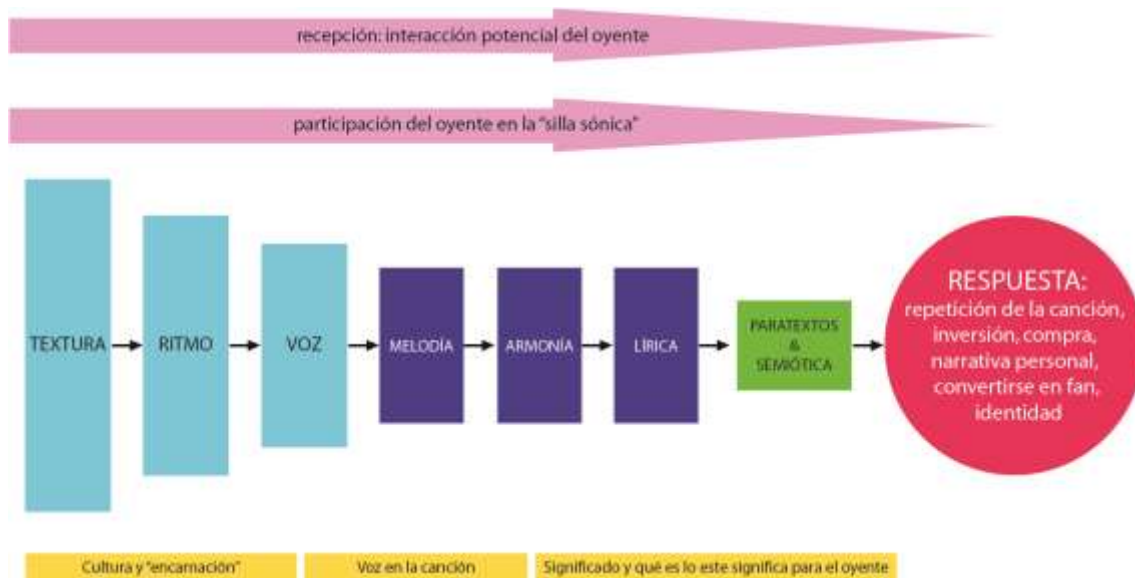 recepción: interacción potencial del oyente
participación del oyente en la "silla sónica"
TEXTURA
RITMO
VOZ
MELODÍA
ARMONÍA
LÍRICA
PARATEXTOS
&
SEMIÓTICA
RESPUESTA:
repetición de la canción,
inversión, compra,
narrativa personal,
convertirse en fan,
identidad
Cultura y "encarnación"
Voz en la canción
Significado y qué es lo este significa para el oyente